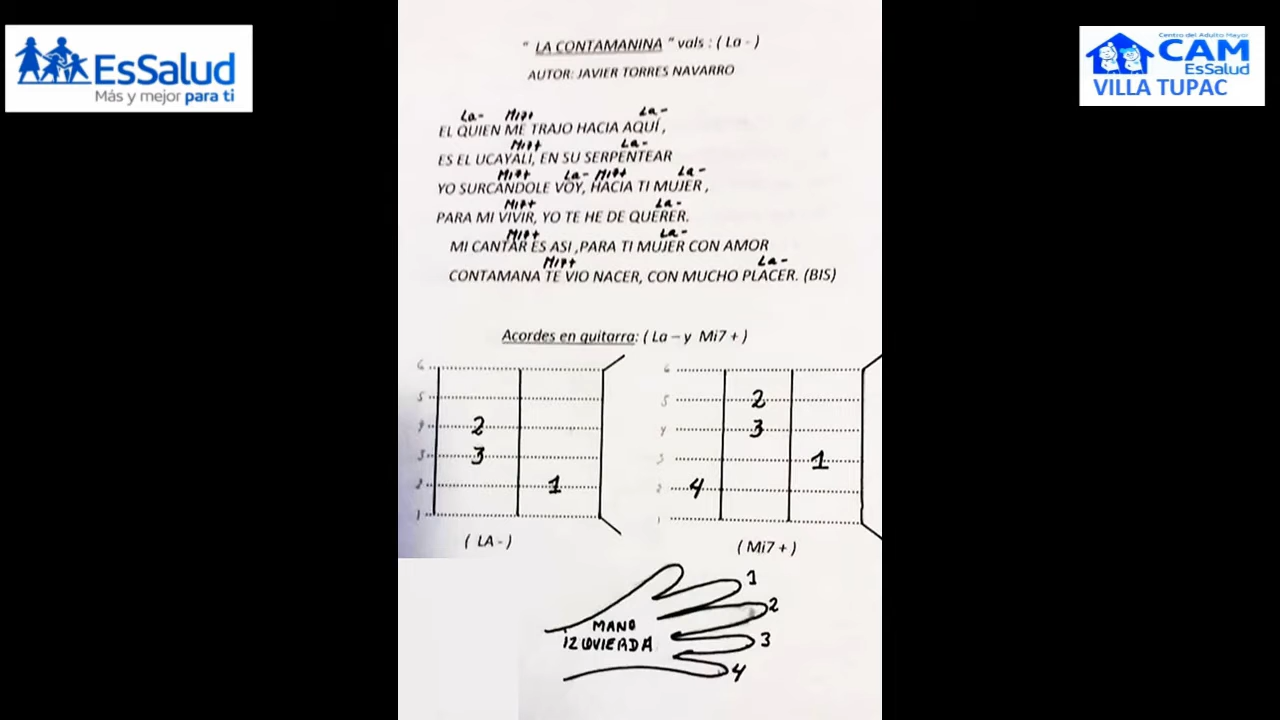 EsSalud
Más y mejor para ti
Centro del Adulto Mayor
CAM
EsSalud
VILLA TUPAC
" LA CONTAMANINA " vals : ( La - )
AUTOR: JAVIER TORRES NAVARRO
La- Mi7+ La-
EL QUIEN ME TRAJO HACIA AQUÍ ,
Mi7+ La-
ES EL UCAYALI, EN SU SERPENTEAR
Mi7+ La- Mi7+ La-
YO SURCANDOLE VOY, HACIA TI MUJER ,
Mi7+ La-
PARA MI VIVIR, YO TE HE DE QUERER.
Mi7+ La-
MI CANTAR ES ASI ,PARA TI MUJER CON AMOR
Mi7+ La-
CONTAMANA TE VIO NACER, CON MUCHO PLACER. (BIS)
Acordes en guitarra: ( La – y Mi7 + )
6 6
5 2 5
2 4 3 4
3 3 1 3
1 2 4 2
1 1
( LA - ) ( Mi7 + )
1
2
MANO
IZQUIERDA 3
4